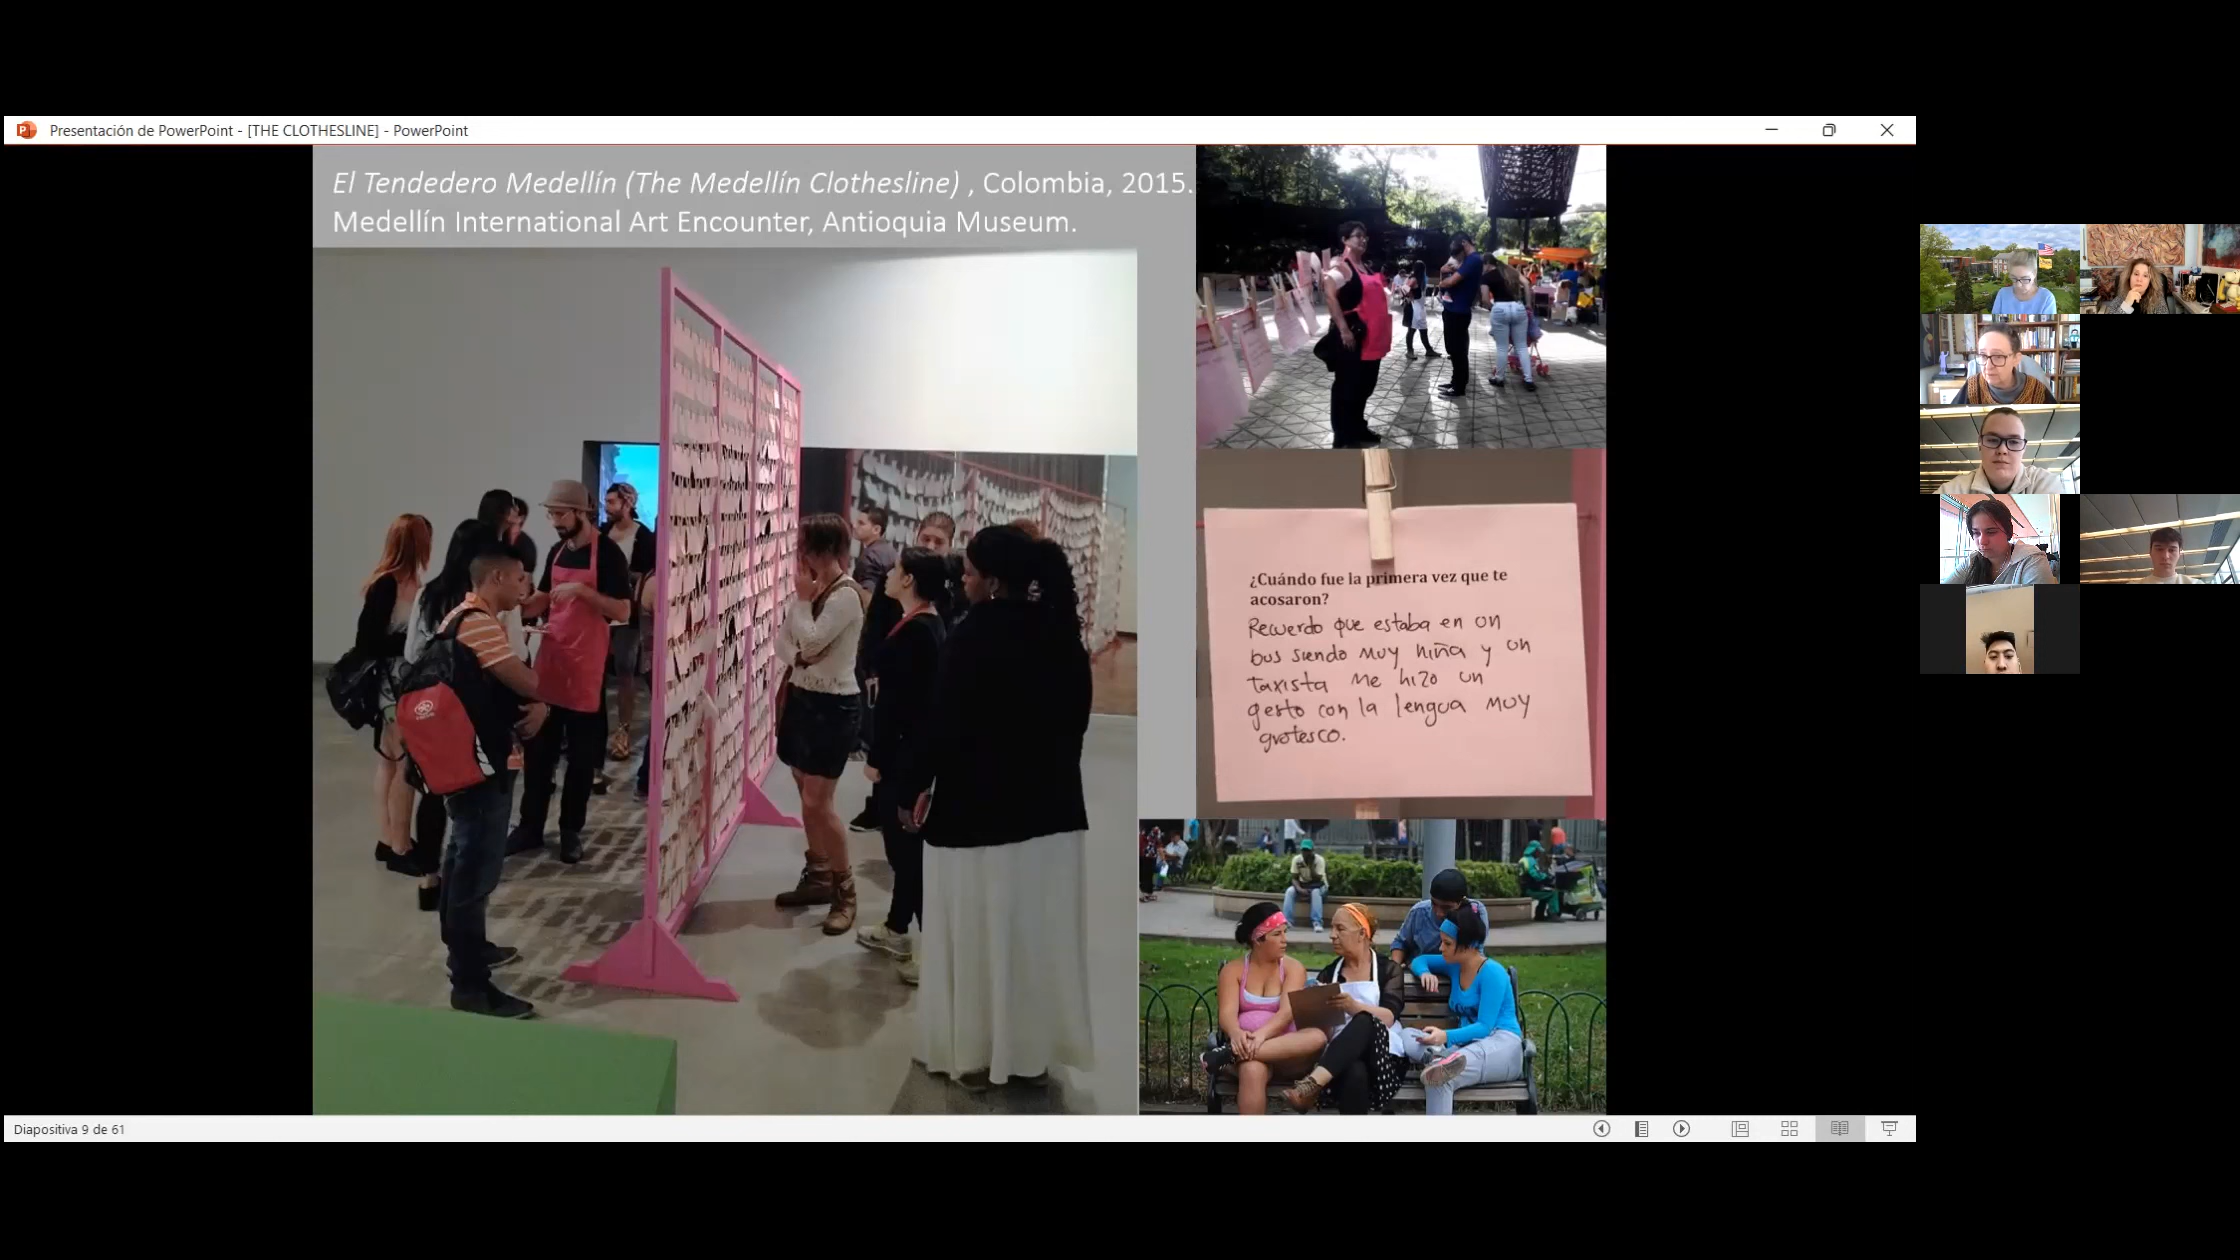 Presentación de PowerPoint - [THE CLOTHESLINE] - PowerPoint
El Tendedero Medellín (The Medellín Clothesline) , Colombia, 2015.
Medellín International Art Encounter, Antioquia Museum.
¿Cuándo fue la primera vez que te
acosaron?
Recuerdo que estaba en un
bus siendo muy niña y un
taxista me hizo un
gesto con la lengua muy
grotesco.
Diapositiva 9 de 61